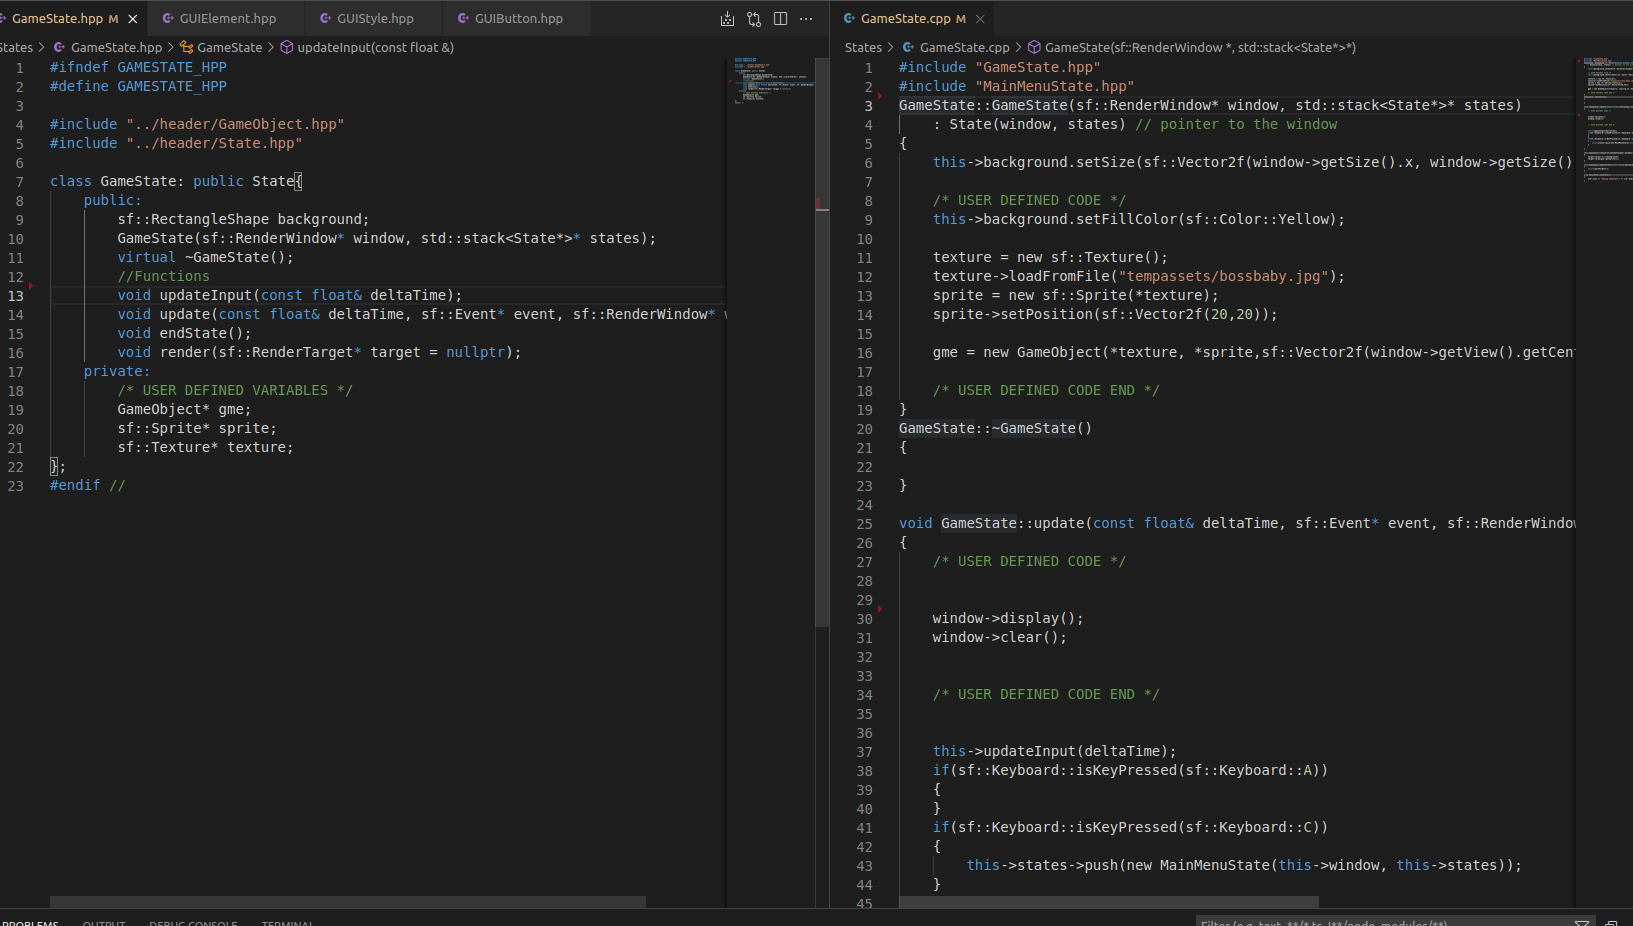 GameState.hpp M
GUIElement.hpp
GUIStyle.hpp
GUIButton.hpp
tates > GameState.hpp > GameState > updateInput(const float &)
1 #ifndef GAMESTATE_HPP
2 #define GAMESTATE_HPP
3
4 #include "../header/GameObject.hpp"
5 #include "../header/State.hpp"
6
7 class GameState: public State{
8 public:
9 sf::RectangleShape background;
10 GameState(sf::RenderWindow* window, std::stack<State*>* states);
11 virtual ~GameState();
12 //Functions
13 void updateInput(const float& deltaTime);
14 void update(const float& deltaTime, sf::Event* event, sf::RenderWindow*
15 void endState();
16 void render(sf::RenderTarget* target = nullptr);
17 private:
18 /* USER DEFINED VARIABLES */
19 GameObject* gme;
20 sf::Sprite* sprite;
21 sf::Texture* texture;
22 };
23 #endif //
GameState.cpp M
States > GameState.cpp > GameState(sf::RenderWindow *, std::stack<State*>*)
1 #include "GameState.hpp"
2 #include "MainMenuState.hpp"
3 GameState::GameState(sf::RenderWindow* window, std::stack<State*>* states)
4 : State(window, states) // pointer to the window
5 {
6 this->background.setSize(sf::Vector2f(window->getSize().x, window->getSize()
7
8 /* USER DEFINED CODE */
9 this->background.setFillColor(sf::Color::Yellow);
10
11 texture = new sf::Texture();
12 texture->loadFromFile("tempassets/bossbaby.jpg");
13 sprite = new sf::Sprite(*texture);
14 sprite->setPosition(sf::Vector2f(20,20));
15
16 gme = new GameObject(*texture, *sprite,sf::Vector2f(window->getView().getCen
17
18 /* USER DEFINED CODE END */
19 }
20 GameState::~GameState()
21 {
22
23 }
24
25 void GameState::update(const float& deltaTime, sf::Event* event, sf::RenderWindow
26 {
27 /* USER DEFINED CODE */
28
29
30 window->display();
31 window->clear();
32
33
34 /* USER DEFINED CODE END */
35
36
37 this->updateInput(deltaTime);
38 if(sf::Keyboard::isKeyPressed(sf::Keyboard::A))
39 {
40 }
41 if(sf::Keyboard::isKeyPressed(sf::Keyboard::C))
42 {
43 this->states->push(new MainMenuState(this->window, this->states));
44 }
45
PROBLEMS OUTPUT DEBUG CONSOLE TERMINAL
Filter (e.g. text, **/*.ts, !**/node_modules/**)